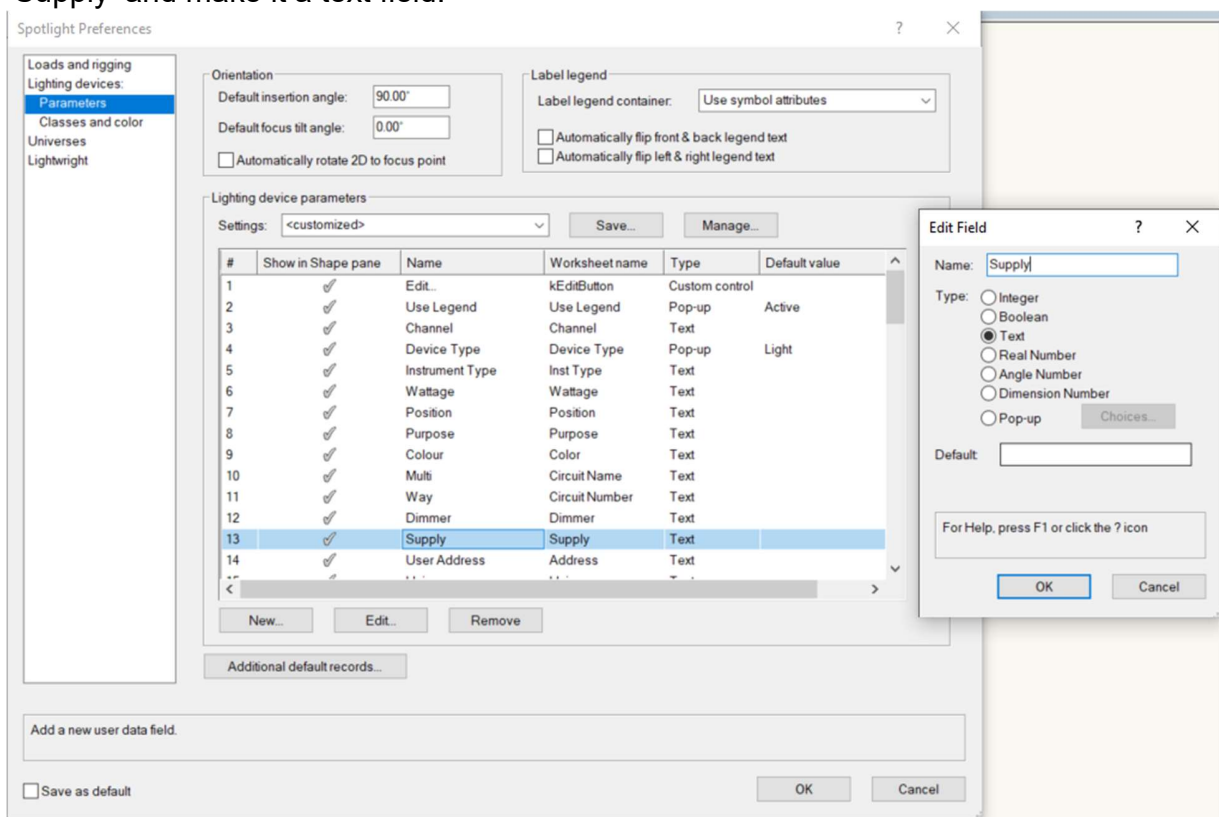 Supply' and make it a text field.
Spotlight Preferences ? ×
Loads and rigging
Lighting devices:
Parameters
Classes and color
Universes
Lightwright
Orientation
Default insertion angle: 90.00°
Default focus tilt angle: 0.00°
Automatically rotate 2D to focus point
Label legend
Label legend container: Use symbol attributes
Automatically flip front & back legend text
Automatically flip left & right legend text
Lighting device parameters
Settings: <customized> Save... Manage...
# Show in Shape pane Name Worksheet name Type Default value
1 Edit... kEditButton Custom control
2 Use Legend Use Legend Pop-up Active
3 Channel Channel Text
4 Device Type Device Type Pop-up Light
5 Instrument Type Inst Type Text
6 Wattage Wattage Text
7 Position Position Text
8 Purpose Purpose Text
9 Colour Color Text
10 Multi Circuit Name Text
11 Way Circuit Number Text
12 Dimmer Dimmer Text
13 Supply Supply Text
14 User Address Address Text
New... Edit... Remove
Additional default records...
Add a new user data field.
Save as default
OK Cancel
Edit Field ? ×
Name: Supply
Type: Integer
Boolean
Text
Real Number
Angle Number
Dimension Number
Pop-up Choices...
Default:
For Help, press F1 or click the ? icon
OK Cancel